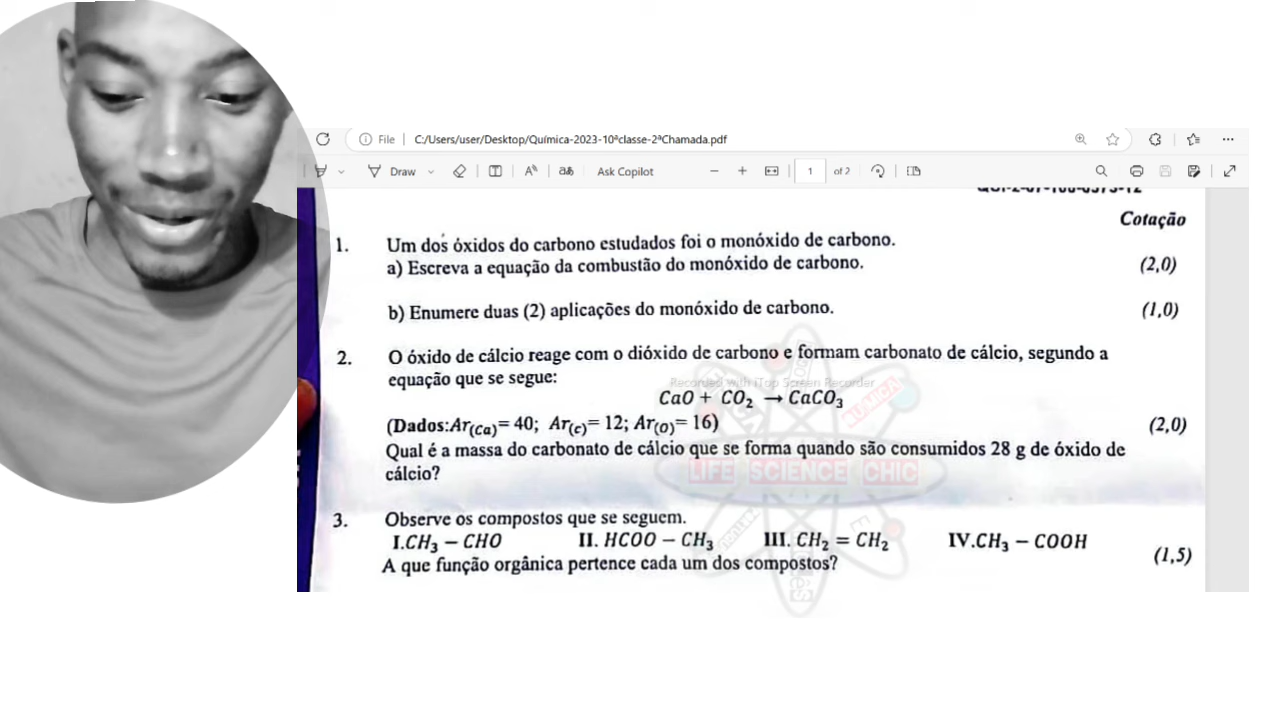 File | C:/Users/user/Desktop/Química-2023-10ªclasse-2ªChamada.pdf
Draw Ask Copilot 1 of 2
Cotação
1. Um dos óxidos do carbono estudados foi o monóxido de carbono.
a) Escreva a equação da combustão do monóxido de carbono. (2,0)
b) Enumere duas (2) aplicações do monóxido de carbono. (1,0)
2. O óxido de cálcio reage com o dióxido de carbono e formam carbonato de cálcio, segundo a
equação que se segue:
Recorded with iTop Screen Recorder
CaO + CO₂ → CaCO₃
(Dados:Ar(Ca)= 40; Ar(c)= 12; Ar(O)= 16) (2,0)
Qual é a massa do carbonato de cálcio que se forma quando são consumidos 28 g de óxido de
LIFE SCIENCE CHIC
cálcio?
3. Observe os compostos que se seguem.
I.CH₃ − CHO II. HCOO − CH₃ III. CH₂ = CH₂ IV.CH₃ − COOH
A que função orgânica pertence cada um dos compostos? (1,5)